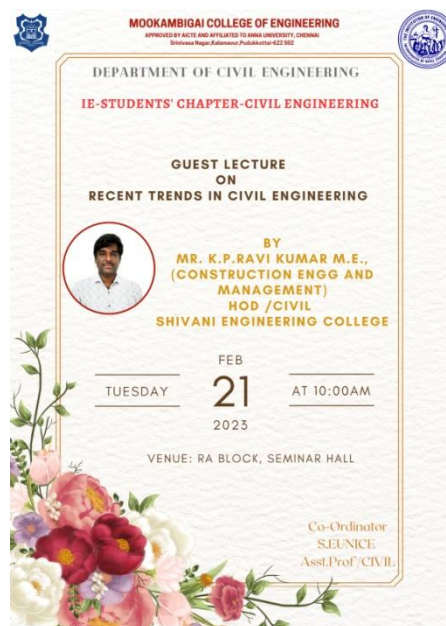 MOOKAMBIGAI COLLEGE OF ENGINEERING
APPROVED BY AICTE AND AFFILIATED TO ANNA UNIVERSITY, CHENNAI
Srinivasa Nagar,Kalamavur,Pudukkottai-622 502
DEPARTMENT OF CIVIL ENGINEERING
IE-STUDENTS' CHAPTER-CIVIL ENGINEERING
GUEST LECTURE
ON
RECENT TRENDS IN CIVIL ENGINEERING
BY
MR. K.P.RAVI KUMAR M.E.,
(CONSTRUCTION ENGG AND
MANAGEMENT)
HOD /CIVIL
SHIVANI ENGINEERING COLLEGE
FEB
TUESDAY 21 AT 10:00AM
2023
VENUE: RA BLOCK, SEMINAR HALL
Co-Ordinator
S.EUNICE
Asst.Prof/CIVIL